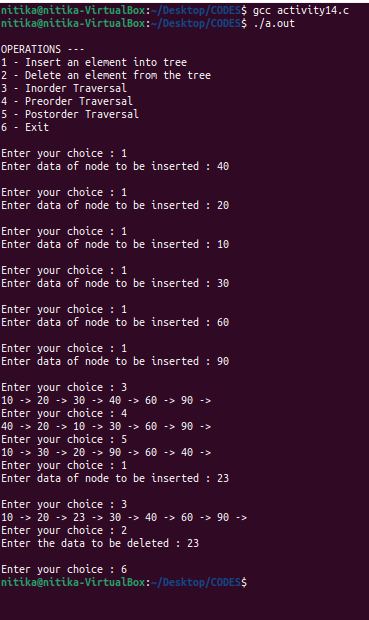 nitika@nitika-VirtualBox:~/Desktop/CODES$ gcc activity14.c
nitika@nitika-VirtualBox:~/Desktop/CODES$ ./a.out
OPERATIONS ---
1 - Insert an element into tree
2 - Delete an element from the tree
3 - Inorder Traversal
4 - Preorder Traversal
5 - Postorder Traversal
6 - Exit
Enter your choice : 1
Enter data of node to be inserted : 40
Enter your choice : 1
Enter data of node to be inserted : 20
Enter your choice : 1
Enter data of node to be inserted : 10
Enter your choice : 1
Enter data of node to be inserted : 30
Enter your choice : 1
Enter data of node to be inserted : 60
Enter your choice : 1
Enter data of node to be inserted : 90
Enter your choice : 3
10 -> 20 -> 30 -> 40 -> 60 -> 90 ->
Enter your choice : 4
40 -> 20 -> 10 -> 30 -> 60 -> 90 ->
Enter your choice : 5
10 -> 30 -> 20 -> 90 -> 60 -> 40 ->
Enter your choice : 1
Enter data of node to be inserted : 23
Enter your choice : 3
10 -> 20 -> 23 -> 30 -> 40 -> 60 -> 90 ->
Enter your choice : 2
Enter the data to be deleted : 23
Enter your choice : 6
nitika@nitika-VirtualBox:~/Desktop/CODES$